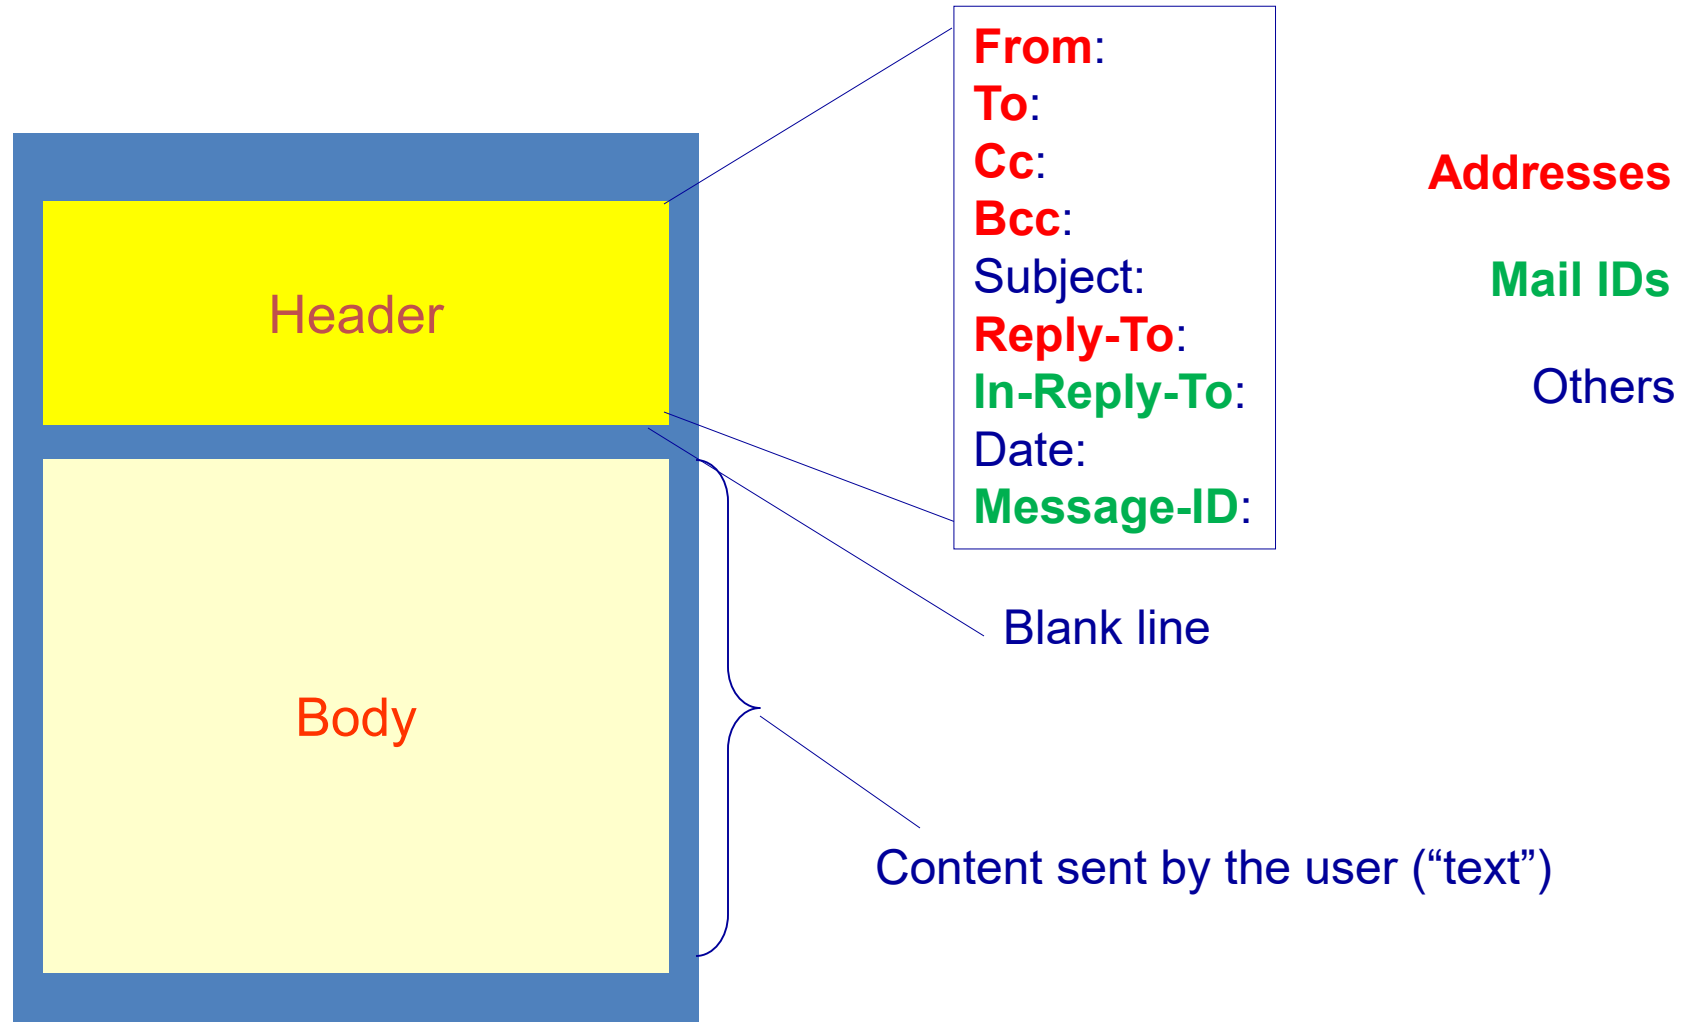 Header
Body
From:
To:
Cc:
Bcc:
Subject:
Reply-To:
In-Reply-To:
Date:
Message-ID:
Addresses
Mail IDs
Others
Blank line
Content sent by the user (“text”)